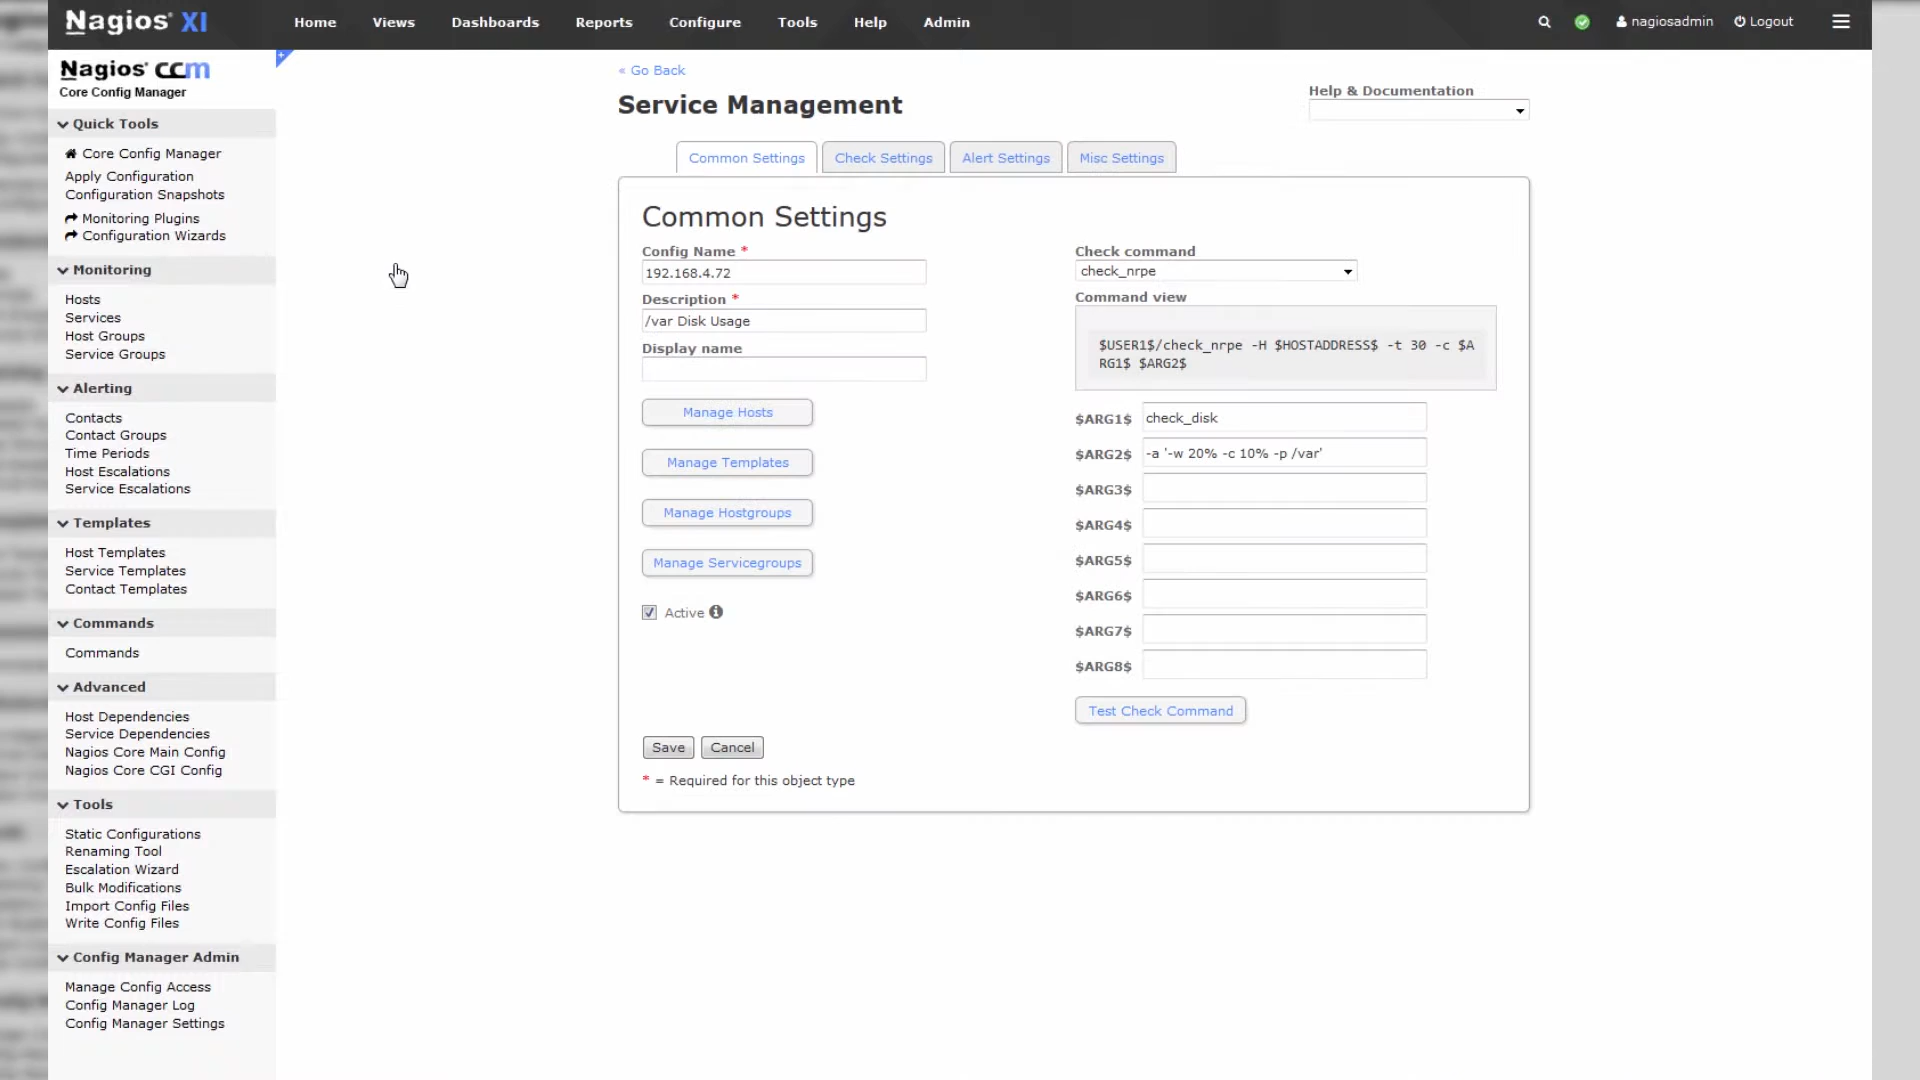 Nagios® XI
Home Views Dashboards Reports Configure Tools Help Admin
nagiosadmin Logout
Nagios® CCM
Core Config Manager
Quick Tools
Core Config Manager
Apply Configuration
Configuration Snapshots
Monitoring Plugins
Configuration Wizards
Monitoring
Hosts
Services
Host Groups
Service Groups
Alerting
Contacts
Contact Groups
Time Periods
Host Escalations
Service Escalations
Templates
Host Templates
Service Templates
Contact Templates
Commands
Commands
Advanced
Host Dependencies
Service Dependencies
Nagios Core Main Config
Nagios Core CGI Config
Tools
Static Configurations
Renaming Tool
Escalation Wizard
Bulk Modifications
Import Config Files
Write Config Files
Config Manager Admin
Manage Config Access
Config Manager Log
Config Manager Settings
« Go Back
Service Management
Help & Documentation
Common Settings Check Settings Alert Settings Misc Settings
Common Settings
Config Name *
192.168.4.72
Description *
/var Disk Usage
Display name
Manage Hosts
Manage Templates
Manage Hostgroups
Manage Servicegroups
Active
Check command
check_nrpe
Command view
$USER1$/check_nrpe -H $HOSTADDRESS$ -t 30 -c $A
RG1$ $ARG2$
$ARG1$ check_disk
$ARG2$ -a '-w 20% -c 10% -p /var'
$ARG3$
$ARG4$
$ARG5$
$ARG6$
$ARG7$
$ARG8$
Test Check Command
Save Cancel
* = Required for this object type